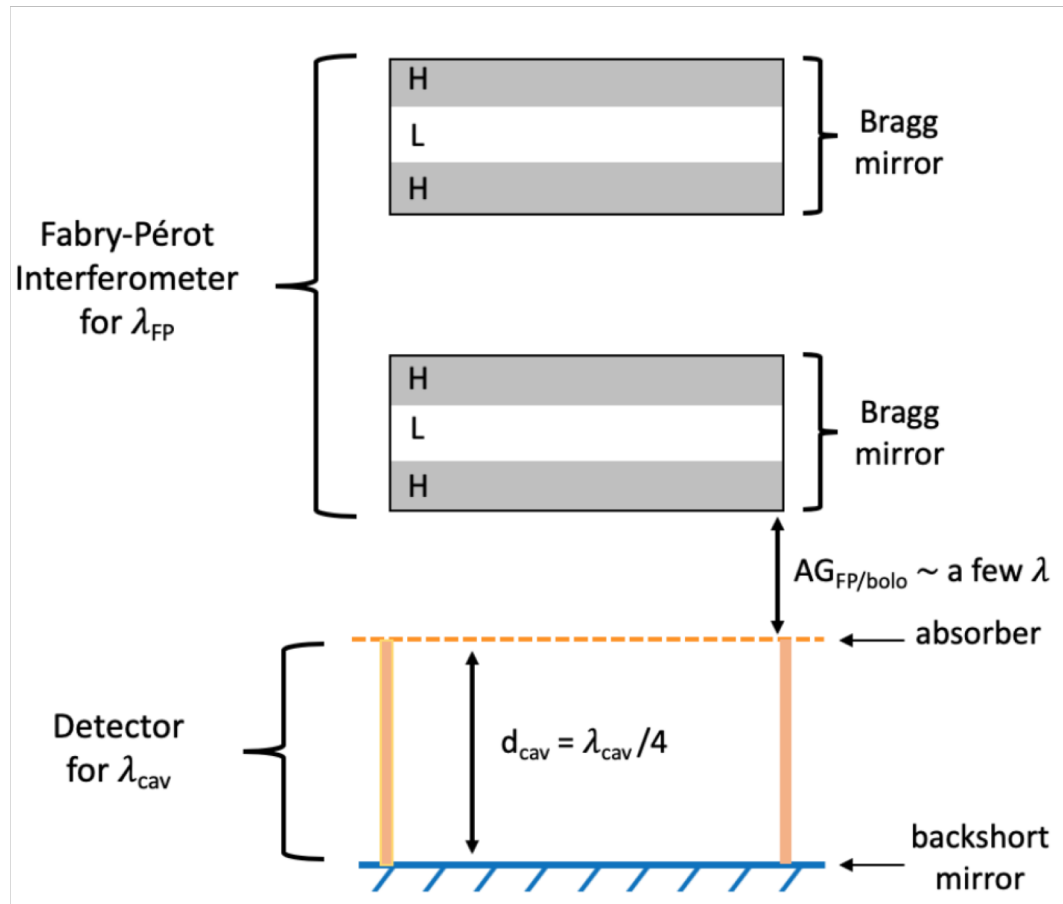 H
L
H
Bragg
mirror
Fabry-Pérot
Interferometer
for λFP
H
L
H
Bragg
mirror
AGFP/bolo ~ a few λ
absorber
Detector
for λcav
dcav = λcav/4
backshort
mirror